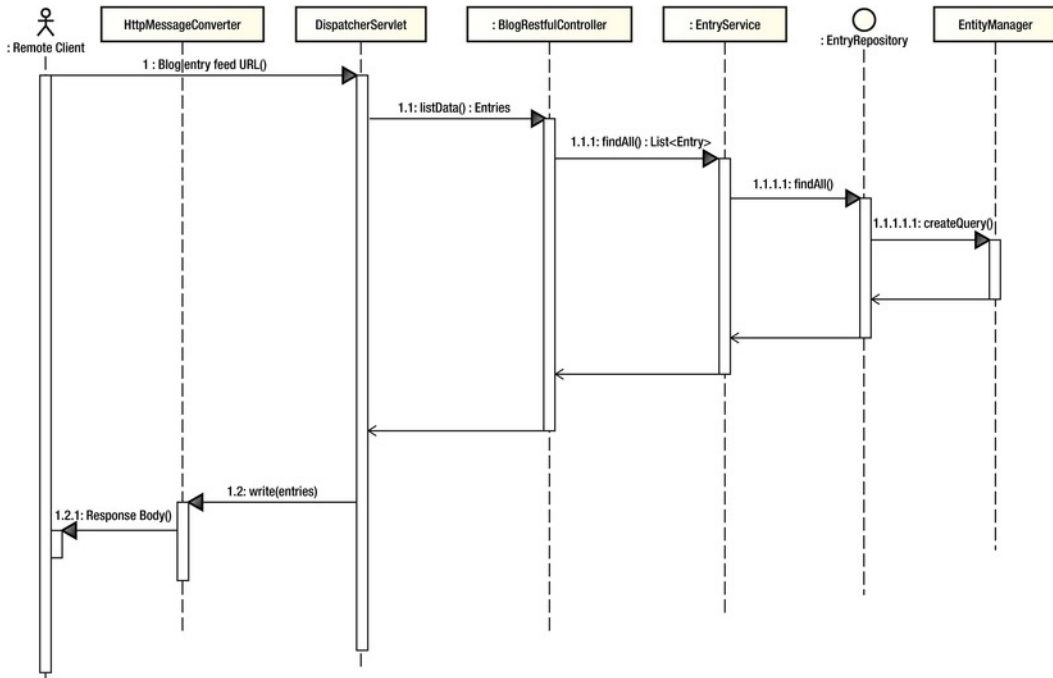 HttpMessageConverter
DispatcherServlet
: BlogRestfulController
: EntryService
EntityManager
: Remote Client
: EntryRepository
1 : Blog entry feed URL()
1.1: listData() : Entries
1.1.1: findAll() : List<Entry>
1.1.1.1: findAll()
1.1.1.1.1: createQuery()
1.2: write(entries)
1.2.1: Response Body()